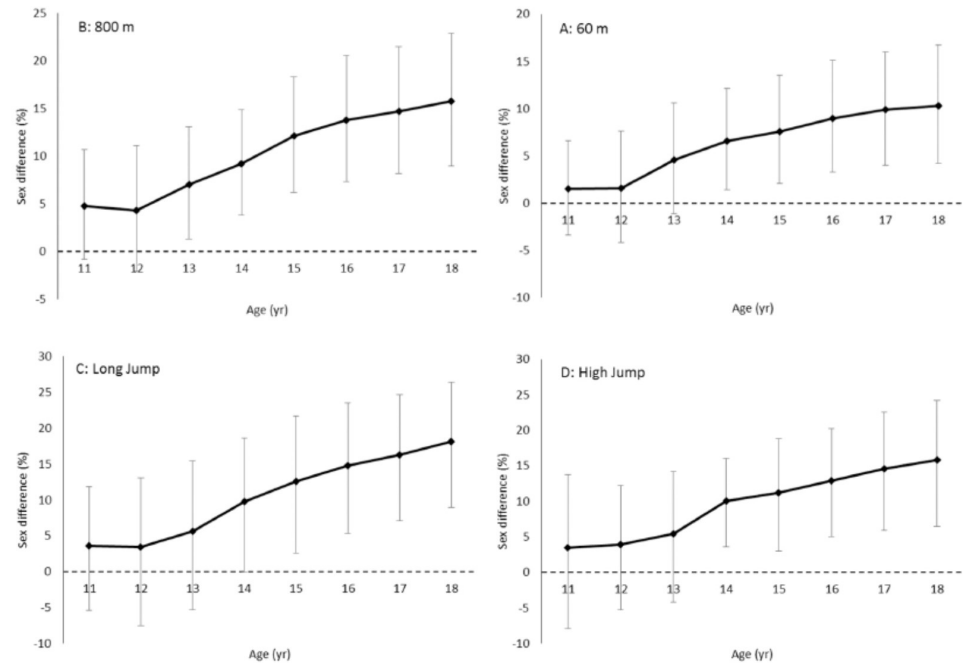 B: 800 m
Sex difference (%)
25
20
15
10
5
0
-5
11 12 13 14 15 16 17 18
Age (yr)
A: 60 m
Sex difference (%)
20
15
10
5
0
-5
-10
11 12 13 14 15 16 17 18
Age (yr)
C: Long Jump
Sex difference (%)
30
25
20
15
10
5
0
-5
-10
11 12 13 14 15 16 17 18
Age (yr)
D: High Jump
Sex difference (%)
30
25
20
15
10
5
0
-5
-10
11 12 13 14 15 16 17 18
Age (yr)